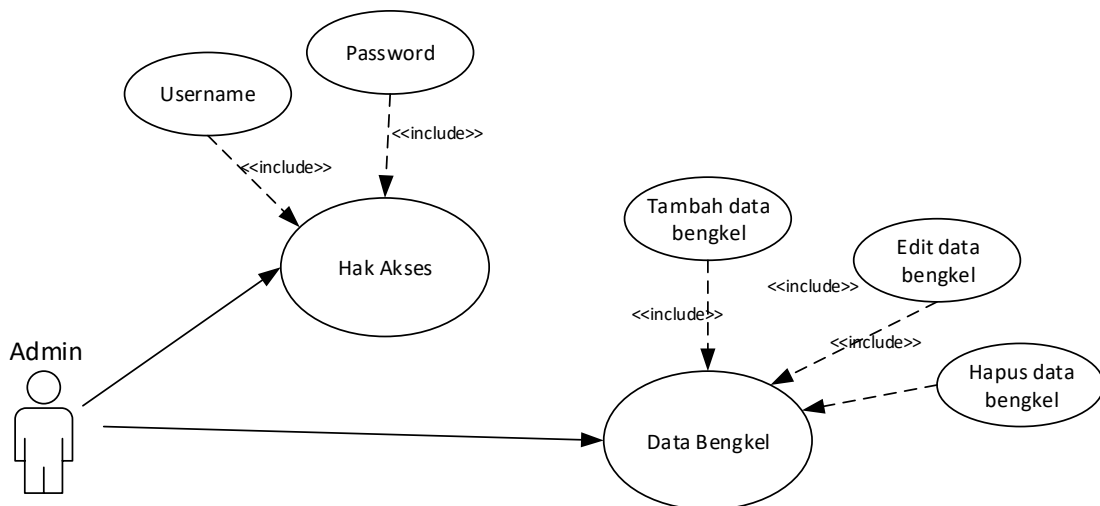 Password
Username
<<include>>
<<include>>
Hak Akses
Tambah data
bengkel
Edit data
bengkel
<<include>>
<<include>>
<<include>>
Admin
Hapus data
bengkel
Data Bengkel